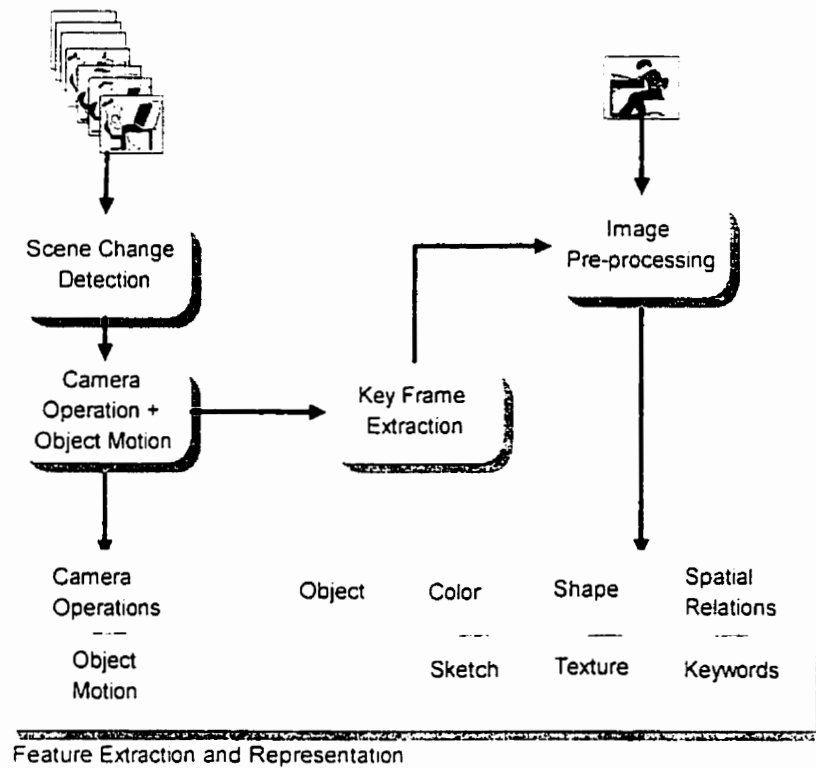 Scene Change
Detection
Image
Pre-processing
Camera
Operation +
Object Motion
Key Frame
Extraction
Camera
Operations
Object
Motion
Object
Color
Shape
Spatial
Relations
Sketch
Texture
Keywords
Feature Extraction and Representation